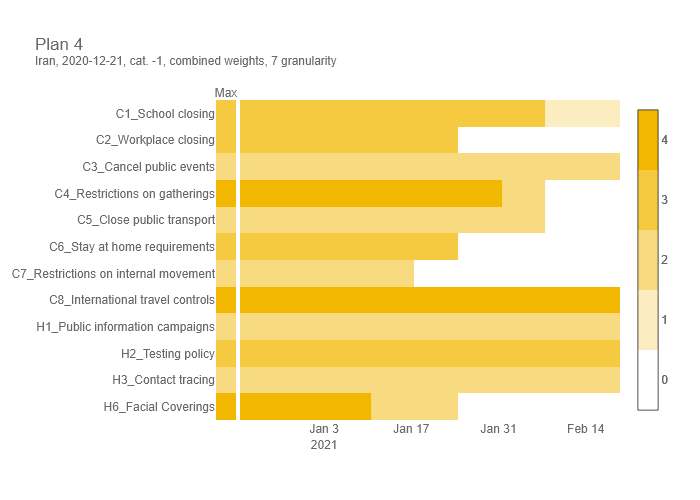 Plan 4
Iran, 2020-12-21, cat. -1, combined weights, 7 granularity
Max
C1_School closing
C2_Workplace closing
C3_Cancel public events
C4_Restrictions on gatherings
C5_Close public transport
C6_Stay at home requirements
C7_Restrictions on internal movement
C8_International travel controls
H1_Public information campaigns
H2_Testing policy
H3_Contact tracing
H6_Facial Coverings
Jan 3 Jan 17 Jan 31 Feb 14
2021
4
3
2
1
0